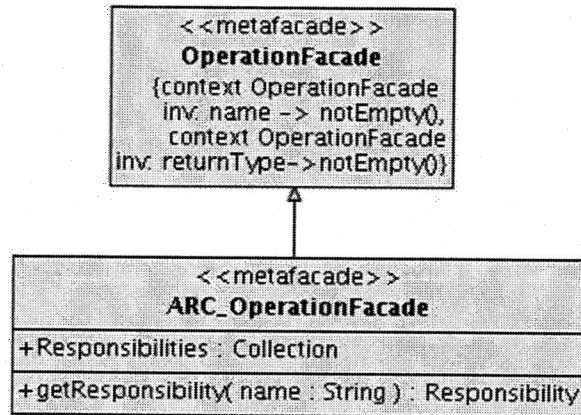 <<metafacade>>
OperationFacade
{context OperationFacade
inv: name -> notEmpty(),
context OperationFacade
inv: returnType->notEmpty()}
<<metafacade>>
ARC_OperationFacade
+Responsibilities : Collection
+getResponsibility( name : String ) : Responsibility